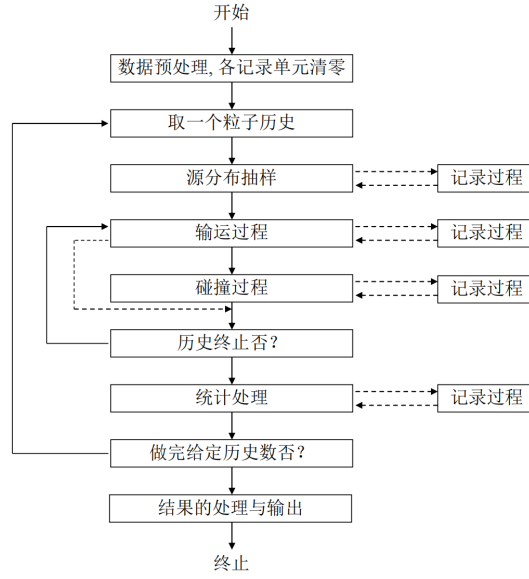 开始
数据预处理, 各记录单元清零
取一个粒子历史
源分布抽样
记录过程
输运过程
记录过程
碰撞过程
记录过程
历史终止否?
统计处理
记录过程
做完给定历史数否?
结果的处理与输出
终止